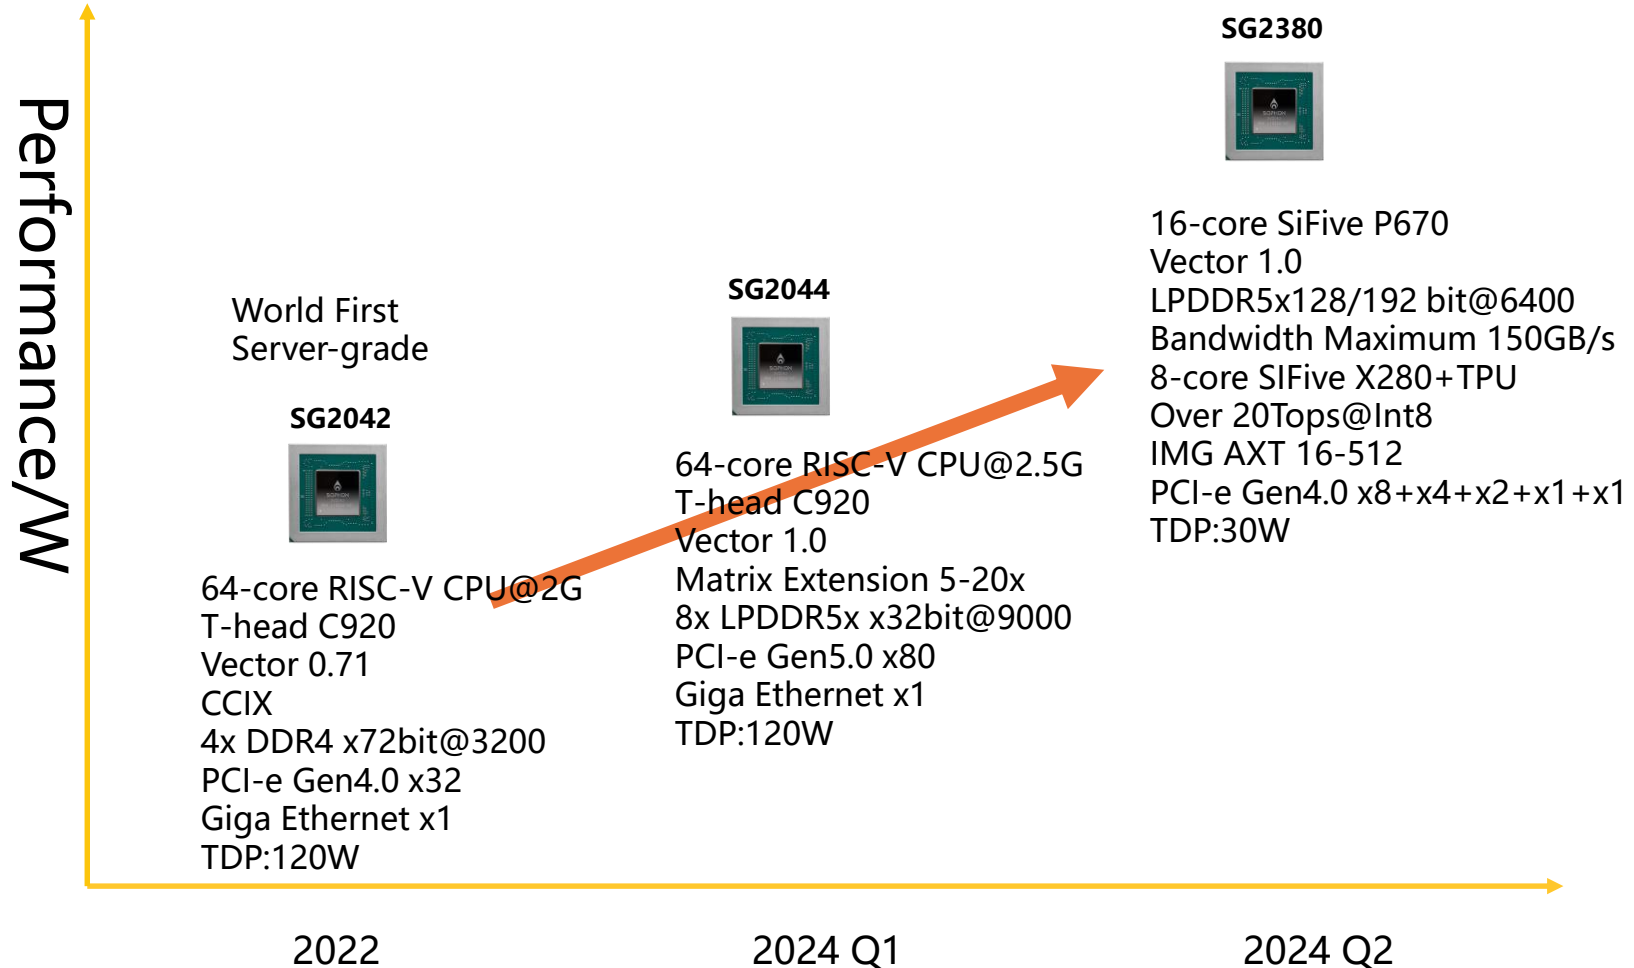 Performance/W
World First
Server-grade
SG2042
SOPHON
64-core RISC-V CPU@2G
T-head C920
Vector 0.71
CCIX
4x DDR4 x72bit@3200
PCI-e Gen4.0 x32
Giga Ethernet x1
TDP:120W
SG2044
SOPHON
64-core RISC-V CPU@2.5G
T-head C920
Vector 1.0
Matrix Extension 5-20x
8x LPDDR5x x32bit@9000
PCI-e Gen5.0 x80
Giga Ethernet x1
TDP:120W
SG2380
SOPHON
16-core SiFive P670
Vector 1.0
LPDDR5x128/192 bit@6400
Bandwidth Maximum 150GB/s
8-core SIFive X280+TPU
Over 20Tops@Int8
IMG AXT 16-512
PCI-e Gen4.0 x8+x4+x2+x1+x1
TDP:30W
2022
2024 Q1
2024 Q2